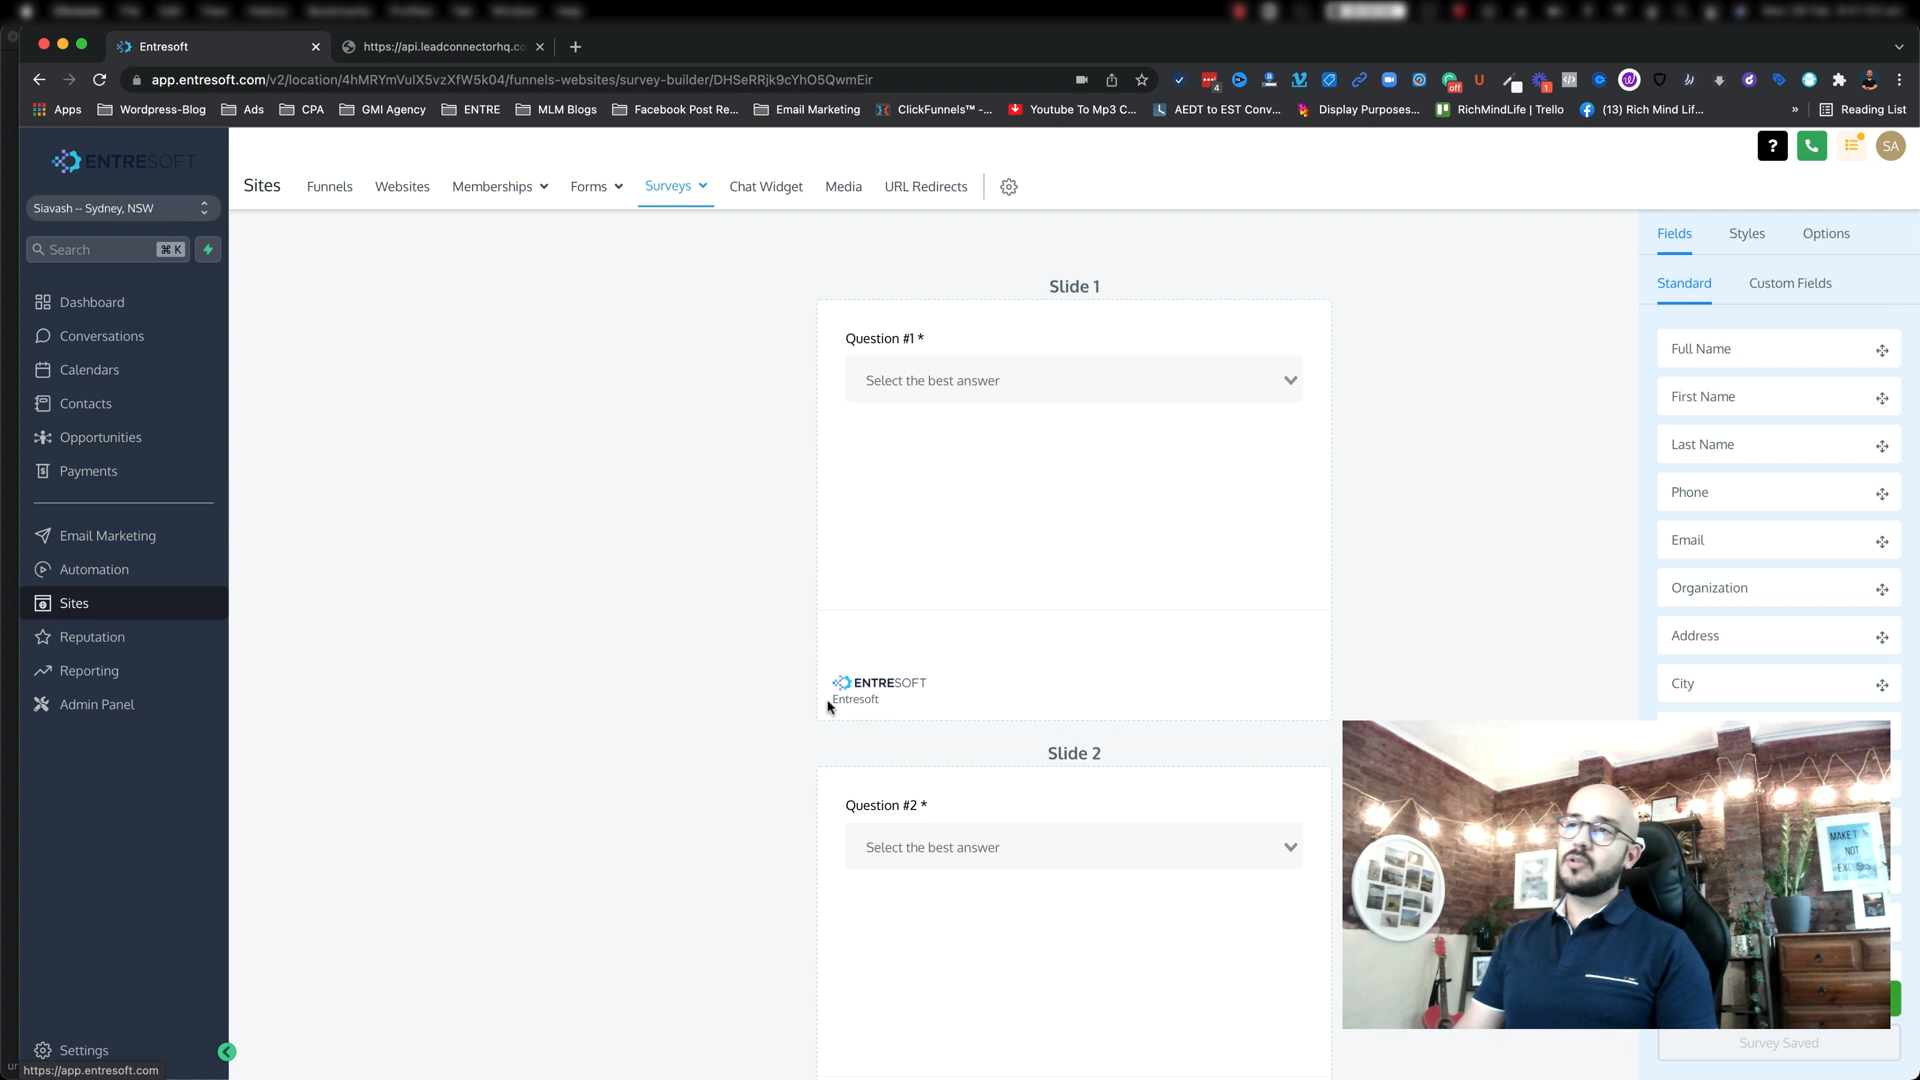 Entresoft
https://api.leadconnectorhq.co
app.entresoft.com/v2/location/4hMRYmVuIX5vzXfW5k04/funnels-websites/survey-builder/DHSeRRjk9cYhO5QwmEir
4
off
1
Apps
Wordpress-Blog
Ads
CPA
GMI Agency
ENTRE
MLM Blogs
Facebook Post Re...
Email Marketing
ClickFunnels™ -...
Youtube To Mp3 C...
AEDT to EST Conv...
Display Purposes...
RichMindLife | Trello
(13) Rich Mind Lif...
»
Reading List
ENTRESOFT
Siavash -- Sydney, NSW
Search
⌘ K
Dashboard
Conversations
Calendars
Contacts
Opportunities
Payments
Email Marketing
Automation
Sites
Reputation
Reporting
Admin Panel
Settings
https://app.entresoft.com
?
SA
Sites
Funnels
Websites
Memberships
Forms
Surveys
Chat Widget
Media
URL Redirects
Slide 1
Question #1 *
Select the best answer
ENTRESOFT
Entresoft
Slide 2
Question #2 *
Select the best answer
Fields
Styles
Options
Standard
Custom Fields
Full Name
First Name
Last Name
Phone
Email
Organization
Address
City
MAKE
NOT
Survey Saved